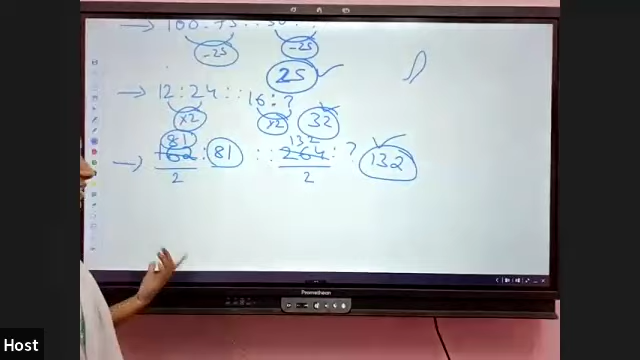 → 100 : 75 :: 50 : ?
-25 -25
25
→ 12 : 24 :: 16 : ?
×2 ×2 32
81 132
→ 162 : 81 :: 264 : ? 132
2 2
Promethean
Host